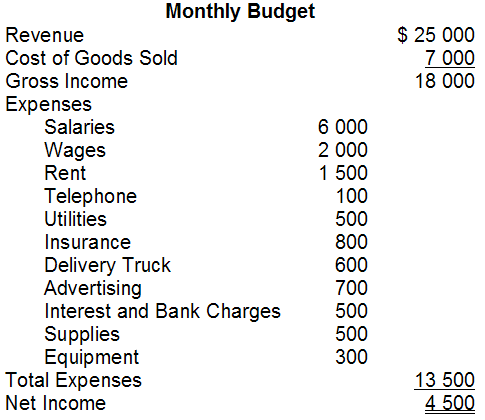 Monthly Budget
Revenue $ 25 000
Cost of Goods Sold 7 000
Gross Income 18 000
Expenses
Salaries 6 000
Wages 2 000
Rent 1 500
Telephone 100
Utilities 500
Insurance 800
Delivery Truck 600
Advertising 700
Interest and Bank Charges 500
Supplies 500
Equipment 300
Total Expenses 13 500
Net Income 4 500